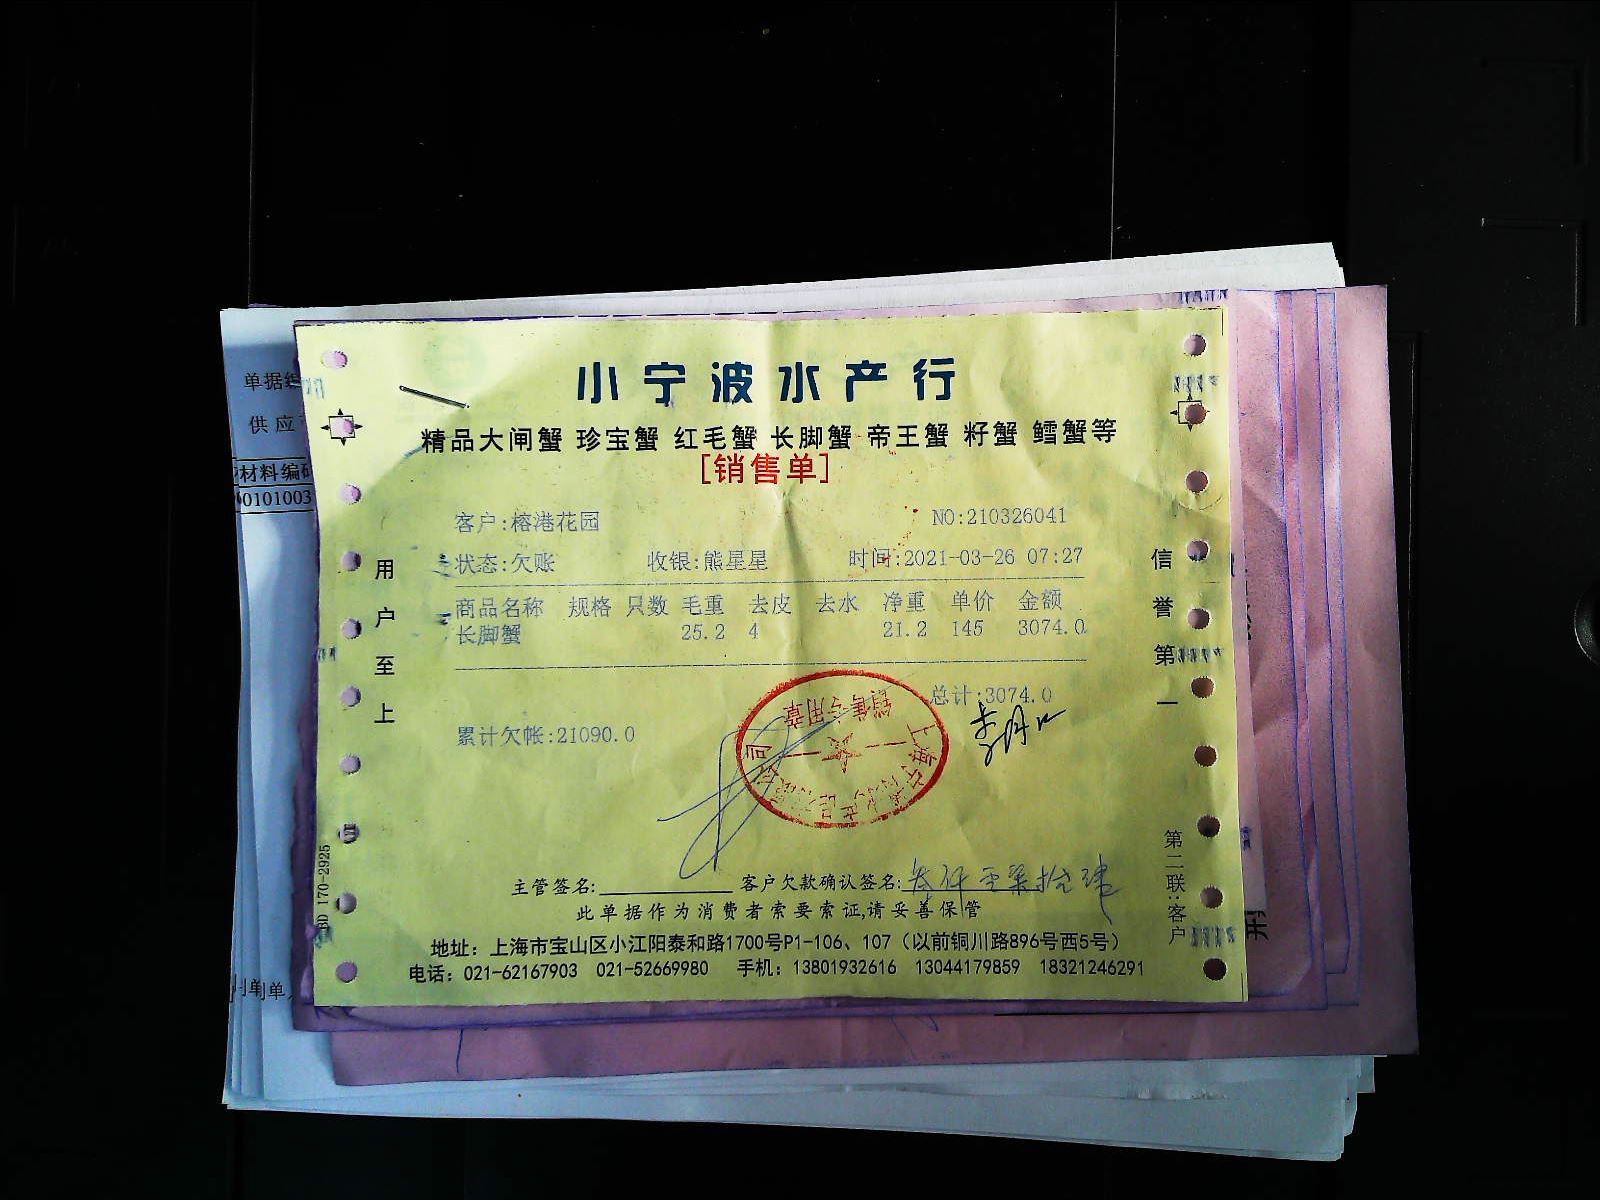 小宁波水产行
精品大闸蟹 珍宝蟹 红毛蟹 长脚蟹 帝王蟹 籽蟹 鳕蟹等
[销售单]
客户:榕港花园 NO:210326041
状态:欠账 收银:熊星星 时间:2021-03-26 07:27
商品名称 规格 只数 毛重 去皮 去水 净重 单价 金额
长脚蟹 25.2 4 21.2 145 3074.0
总计:3074.0
累计欠帐:21090.0
销售专用章
主管签名: 客户欠款确认签名:
此单据作为消费者索要索证,请妥善保管
地址：上海市宝山区小江阳泰和路1700号P1-106、107（以前铜川路896号西5号）
电话：021-62167903 021-52669980 手机：13801932616 13044179859 18321246291
用户至上
信誉第一
第二联:客户
170-2925
单据编
供应
材料编码
0101003